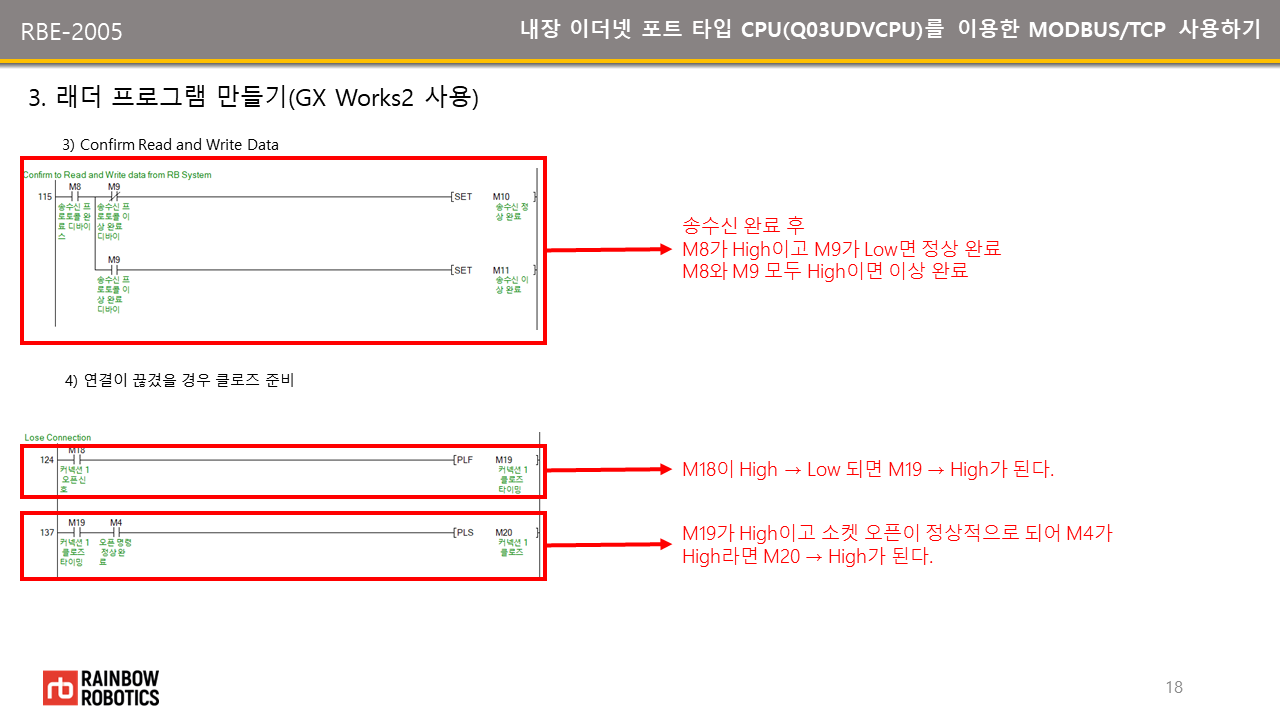 RBE-2005
내장 이더넷 포트 타입 CPU(Q03UDVCPU)를 이용한 MODBUS/TCP 사용하기
3. 래더 프로그램 만들기(GX Works2 사용)
3) Confirm Read and Write Data
Confirm to Read and Write data from RB System
M8 M9
115 SET M10
송수신 프 송수신 프 송수신 정
로토콜 완 로토콜 이 상 완료
료 디바이 상 완료
스 디바이
M9
SET M11
송수신 프 송수신 이
로토콜 이 상 완료
상 완료
디바이
송수신 완료 후
M8가 High이고 M9가 Low면 정상 완료
M8와 M9 모두 High이면 이상 완료
4) 연결이 끊겼을 경우 클로즈 준비
Lose Connection
M18
124 PLF M19
커넥션 1 커넥션 1
오픈 신 클로즈
호 타이밍
M18이 High → Low 되면 M19 → High가 된다.
M19 M4
137 PLS M20
커넥션 1 오픈 명령 커넥션 1
클로즈 정상 완 클로즈
타이밍 료
M19가 High이고 소켓 오픈이 정상적으로 되어 M4가
High라면 M20 → High가 된다.
rb RAINBOW
ROBOTICS
18